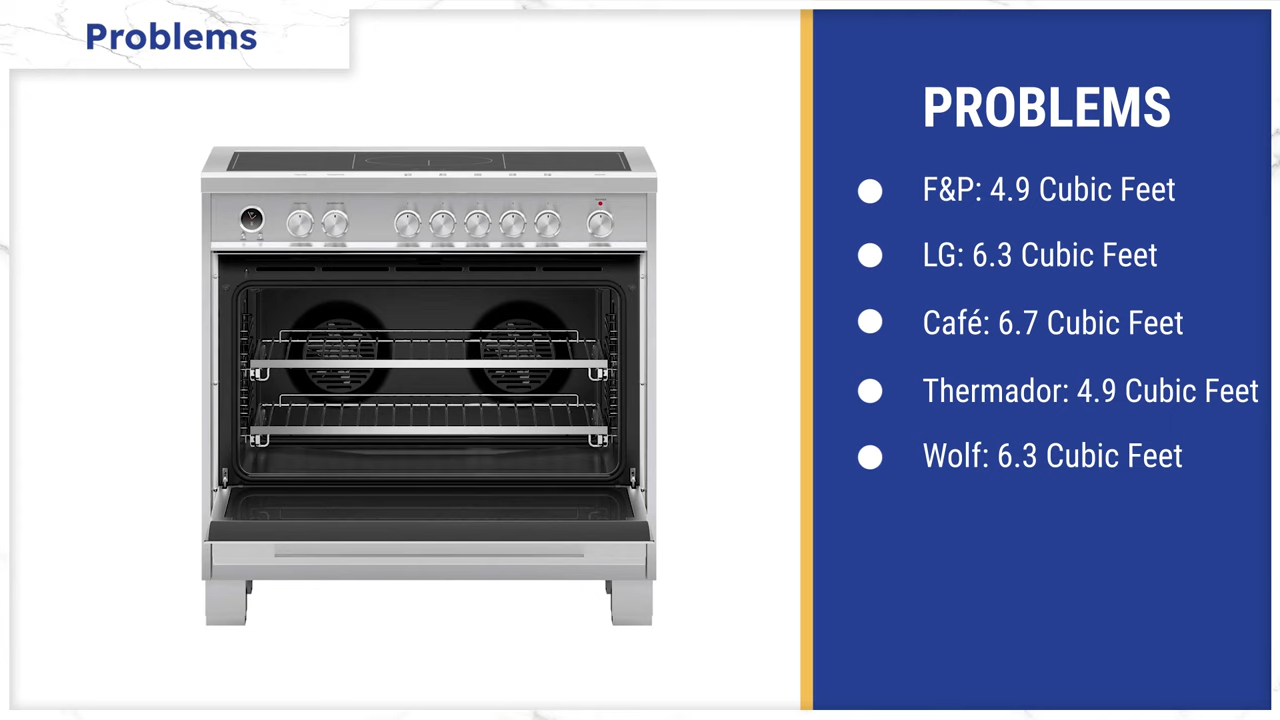 Problems
PROBLEMS
F&P: 4.9 Cubic Feet
LG: 6.3 Cubic Feet
Café: 6.7 Cubic Feet
Thermador: 4.9 Cubic Feet
Wolf: 6.3 Cubic Feet